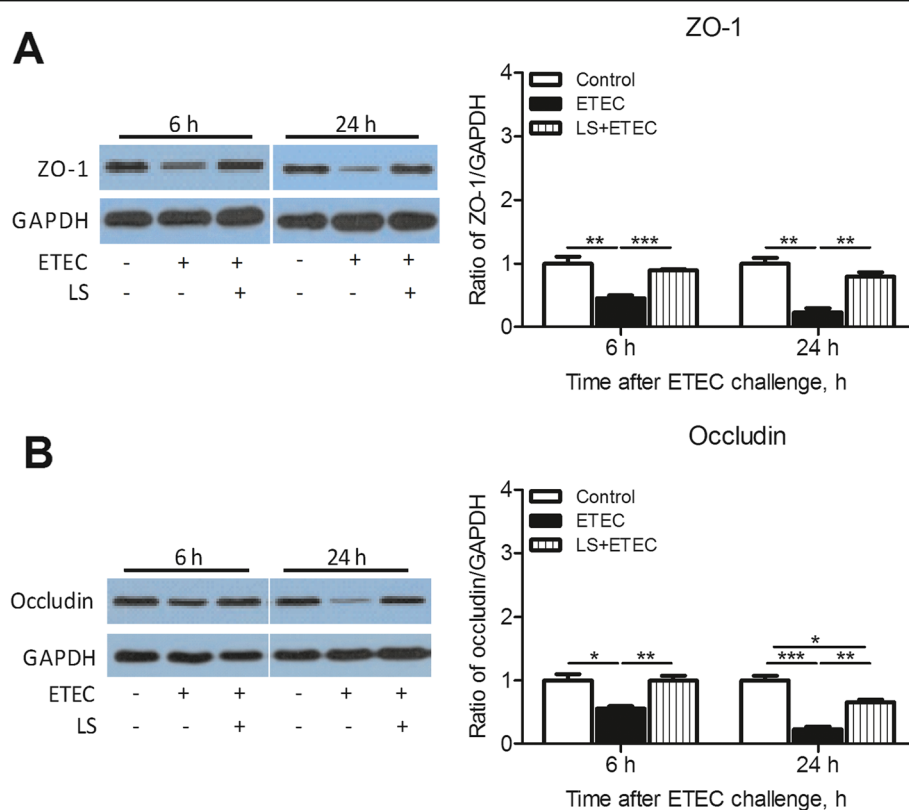 A
6 h 24 h
ZO-1
GAPDH
ETEC - + + - + +
LS - - + - - +
ZO-1
Control
ETEC
LS+ETEC
Ratio of ZO-1/GAPDH
4
3
2
1
0
** *** ** **
6 h 24 h
Time after ETEC challenge, h
B
6 h 24 h
Occludin
GAPDH
ETEC - + + - + +
LS - - + - - +
Occludin
Control
ETEC
LS+ETEC
Ratio of occludin/GAPDH
4
3
2
1
0
*
* ** *** **
6 h 24 h
Time after ETEC challenge, h